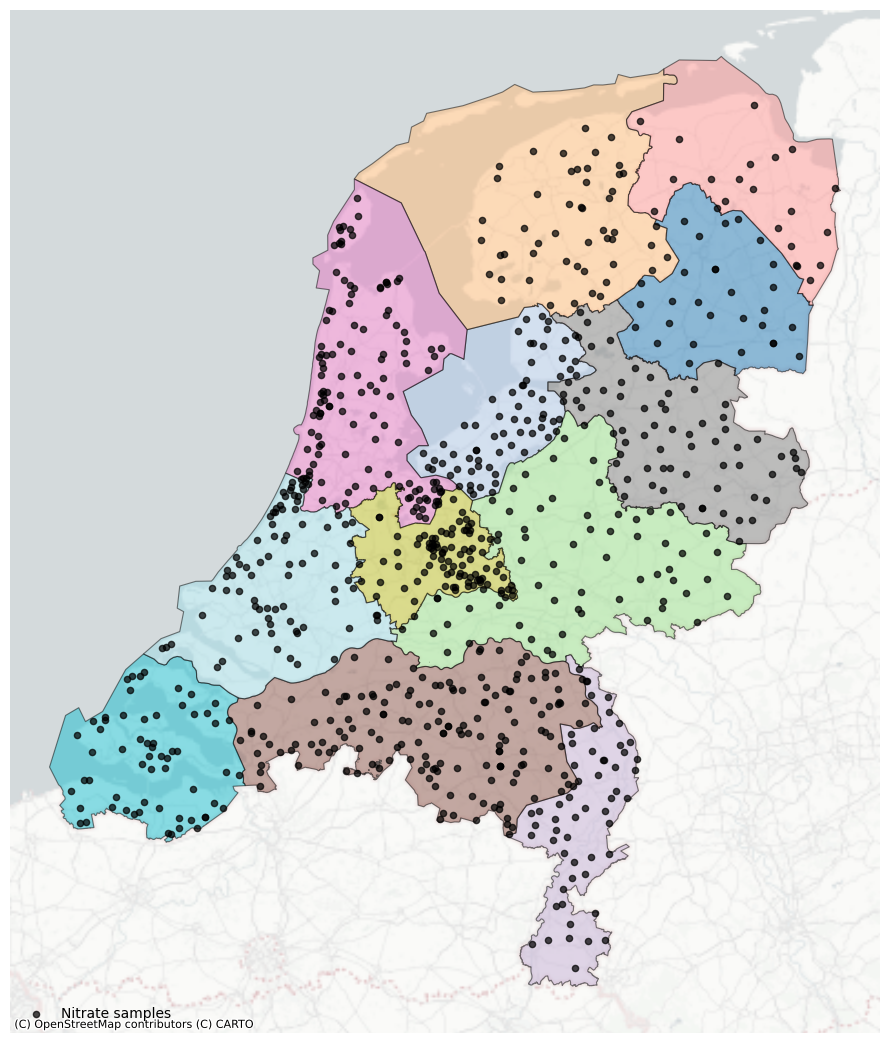 Nitrate samples
(C) OpenStreetMap contributors (C) CARTO